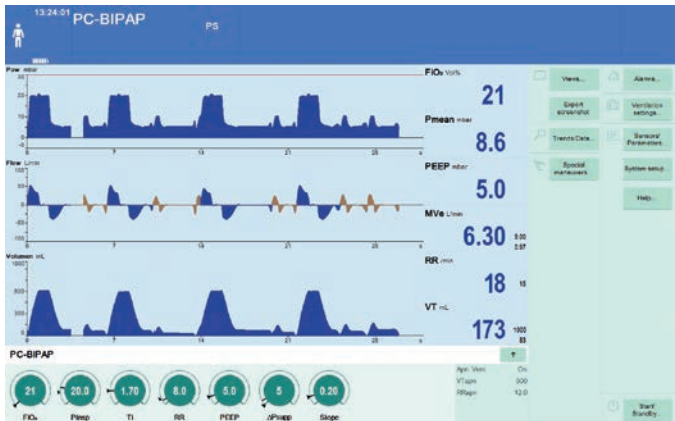 13:24:01 PC-BIPAP
PS
Paw mbar
FiO₂ Vol%
21
Pmean mbar
8.6
Flow L/min
PEEP mbar
5.0
MVe L/min
6.30
Volumen mL
RR /min
18
VT mL
173
1000
Views...
Alarms...
Export screenshot
Ventilation settings...
Trends/Data...
Sensors/ Parameters...
Special maneuvers...
System setup...
Help...
PC-BIPAP
21 20.0 1.70 8.0 5.0 5 0.20
FiO₂ Pinsp Ti RR PEEP ΔPsupp Slope
Apn. Vent. On
VTapn 500
RRapn 12.0
Start/ Standby...